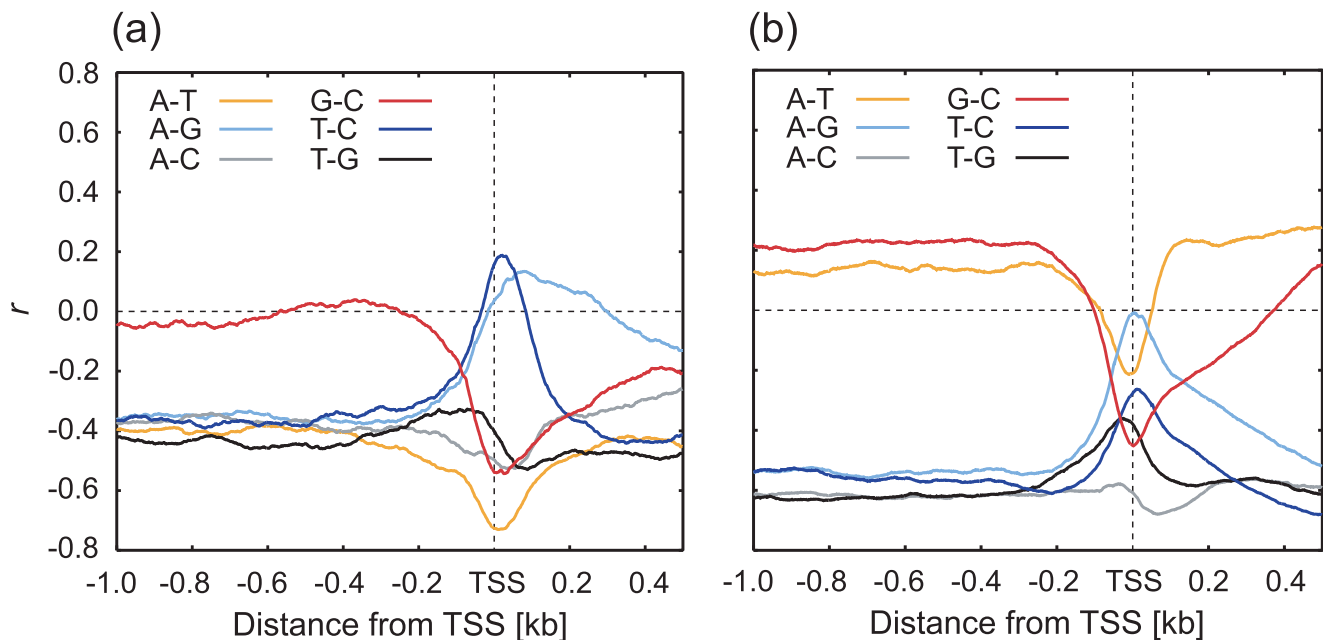 (a)
(b)
0.8
0.6
0.4
0.2
0.0
-0.2
-0.4
-0.6
-0.8
r
A-T
A-G
A-C
G-C
T-C
T-G
A-T
A-G
A-C
G-C
T-C
T-G
-1.0 -0.8 -0.6 -0.4 -0.2 TSS 0.2 0.4
-1.0 -0.8 -0.6 -0.4 -0.2 TSS 0.2 0.4
Distance from TSS [kb]
Distance from TSS [kb]